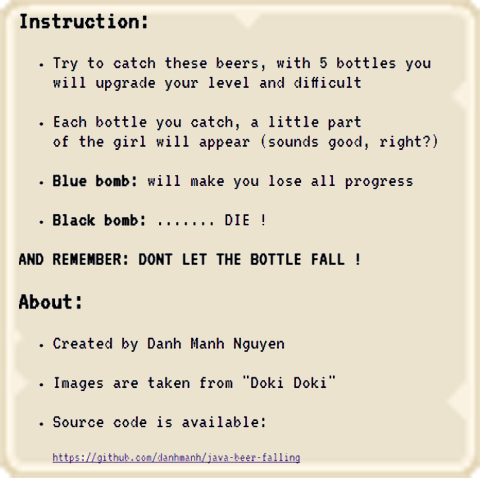 Instruction:
• Try to catch these beers, with 5 bottles you
will upgrade your level and difficult
• Each bottle you catch, a little part
of the girl will appear (sounds good, right?)
• Blue bomb: will make you lose all progress
• Black bomb: ....... DIE !
AND REMEMBER: DONT LET THE BOTTLE FALL !
About:
• Created by Danh Manh Nguyen
• Images are taken from "Doki Doki"
• Source code is available:
https://github.com/danhmanh/java-beer-falling